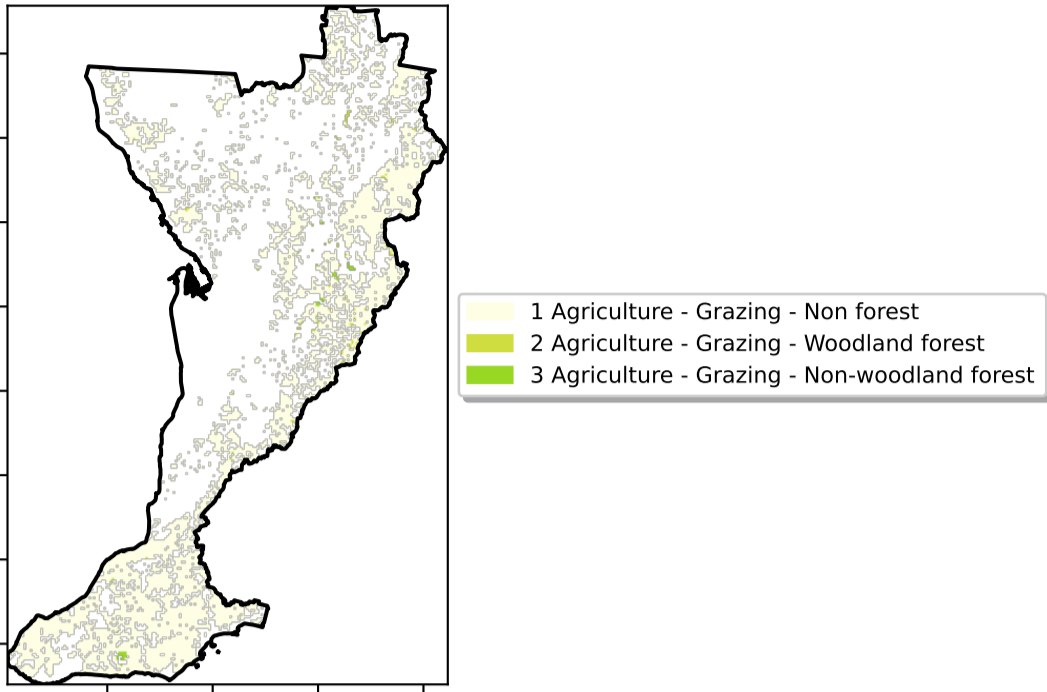 1 Agriculture - Grazing - Non forest
2 Agriculture - Grazing - Woodland forest
3 Agriculture - Grazing - Non-woodland forest